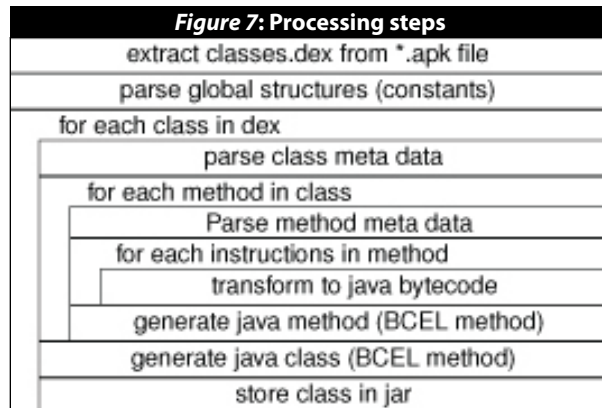 Figure 7: Processing steps
extract classes.dex from *.apk file
parse global structures (constants)
for each class in dex
parse class meta data
for each method in class
Parse method meta data
for each instructions in method
transform to java bytecode
generate java method (BCEL method)
generate java class (BCEL method)
store class in jar